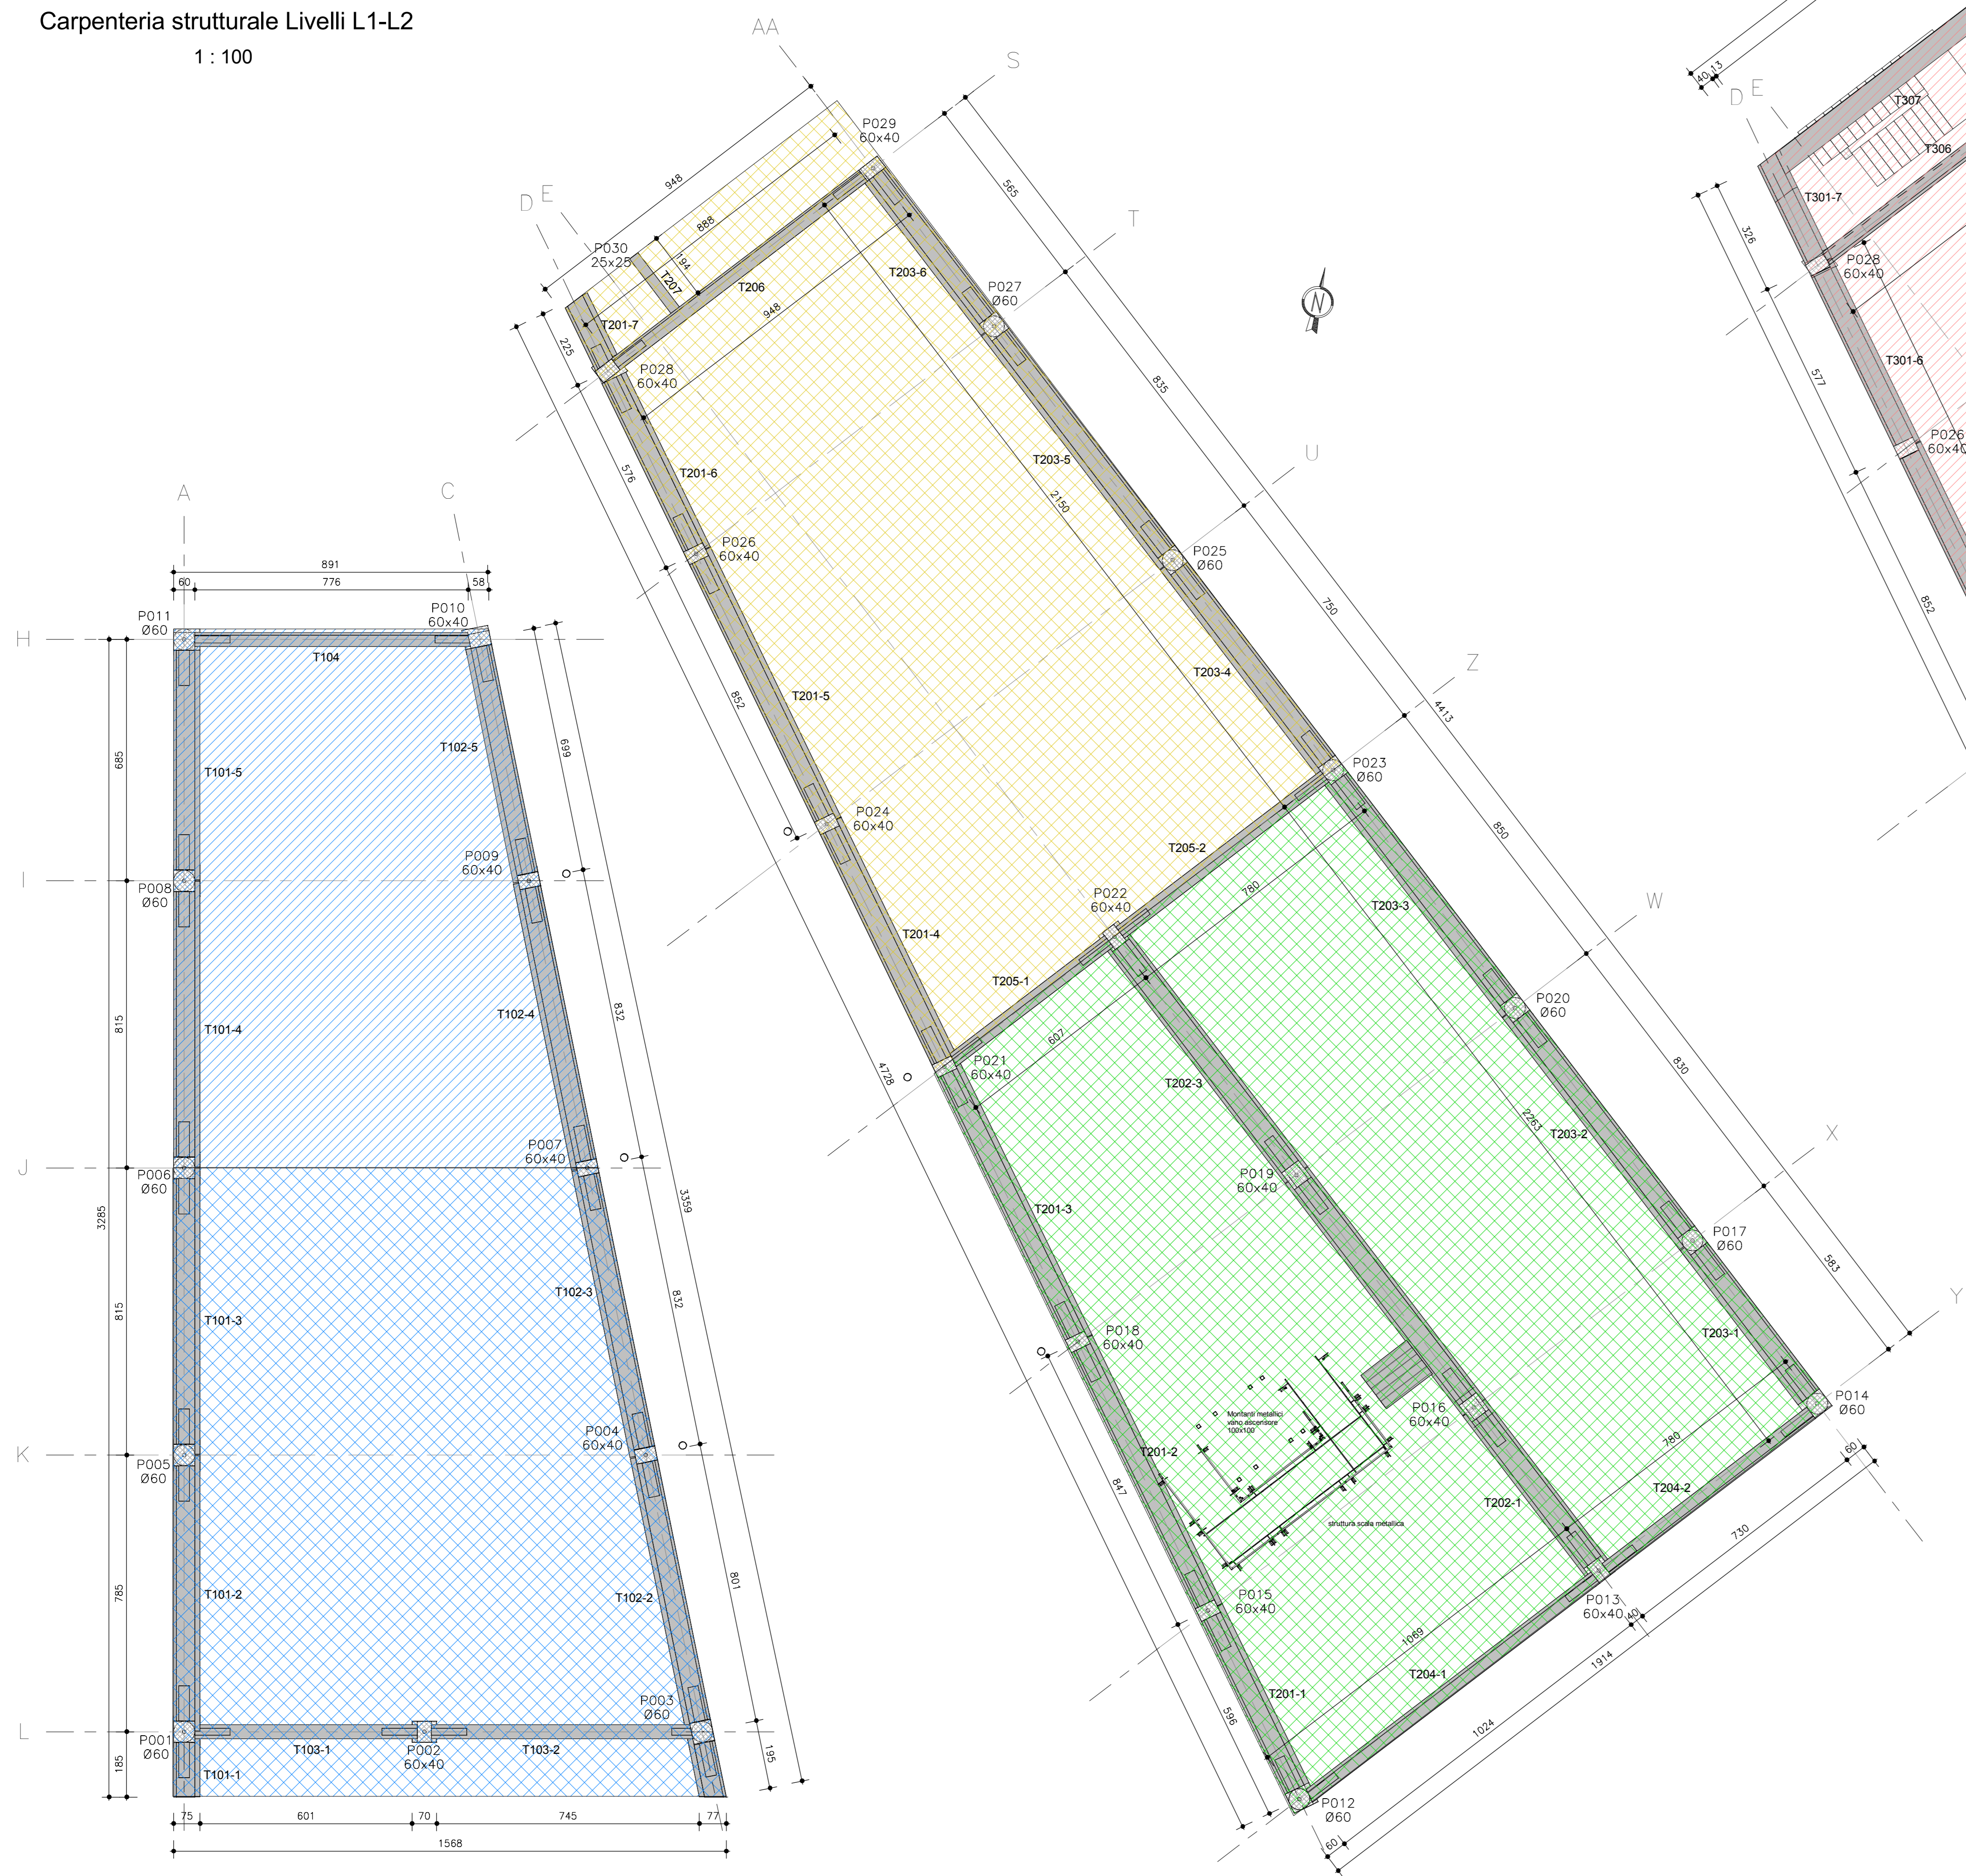 Carpenteria strutturale Livelli L1-L2
1 : 100
A
C
891
60
776
58
P011
Ø60
P010
60x40
H
T104
685
T101-5
T102-5
699
P009
60x40
I
P008
Ø60
815
T101-4
T102-4
832
3285
P007
60x40
J
P006
Ø60
3359
815
T101-3
T102-3
832
P004
60x40
K
P005
Ø60
785
T101-2
T102-2
801
P003
Ø60
L
P001
Ø60
T103-1
P002
60x40
T103-2
185
T101-1
195
75
601
70
745
77
1568
AA
S
P029
60x40
948
888
565
D
E
P030
25x25
194
T207
T206
T203-6
T
P027
Ø60
948
T201-7
225
P028
60x40
N
835
576
T201-6
T203-5
2150
U
P026
60x40
P025
Ø60
750
852
T201-5
T203-4
Z
4413
P024
60x40
P023
Ø60
850
T205-2
780
P022
60x40
T203-3
W
T201-4
T205-1
P020
Ø60
607
P021
60x40
4728
T202-3
830
2263
T203-2
X
P019
60x40
T201-3
P017
Ø60
583
P018
60x40
Y
T203-1
Montanti metallici
vano ascensore
100x100
P016
60x40
P014
Ø60
T201-2
780
60
847
T202-1
T204-2
struttura scala metallica
730
P015
60x40
P013
60x40
40
1069
1914
T204-1
T201-1
596
1024
P012
Ø60
60
40
13
D
E
T307
T306
T301-7
326
P028
60x40
T301-6
577
P026
60x40
852